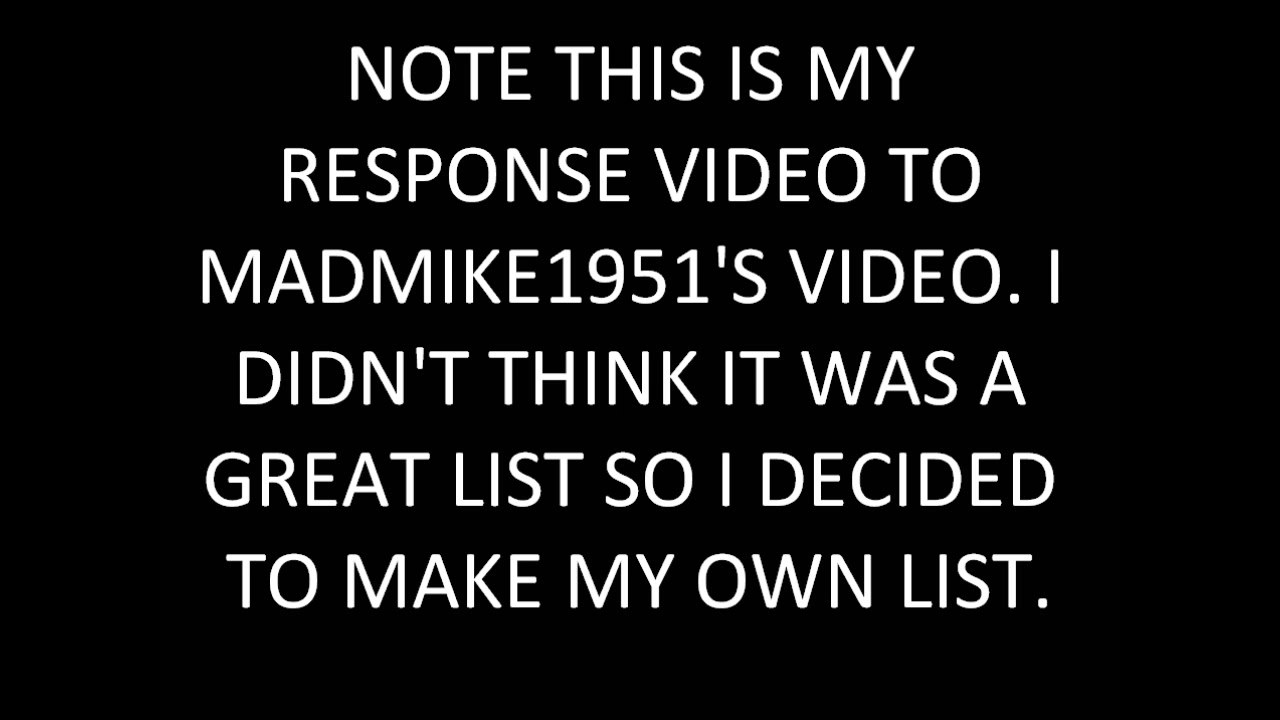 NOTE THIS IS MY
RESPONSE VIDEO TO
MADMIKE1951'S VIDEO. I
DIDN'T THINK IT WAS A
GREAT LIST SO I DECIDED
TO MAKE MY OWN LIST.